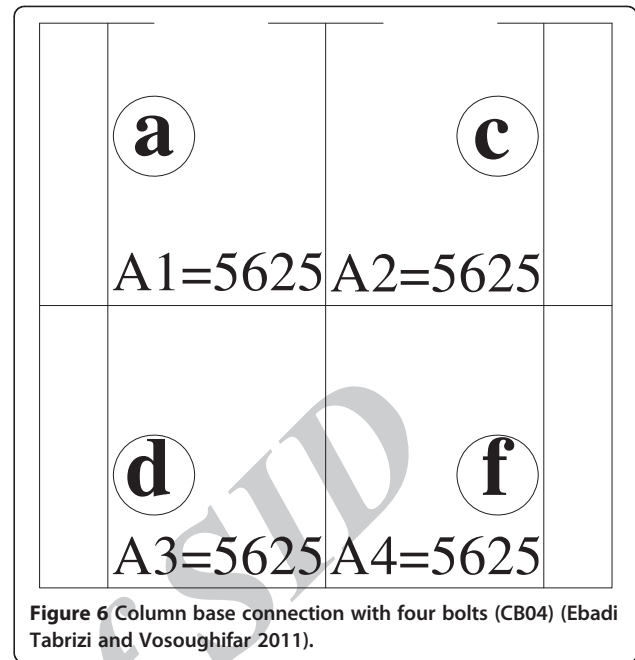 a c
A1=5625 A2=5625
d f
A3=5625 A4=5625
f SID
Figure 6 Column base connection with four bolts (CB04) (Ebadi
Tabrizi and Vosoughifar 2011).